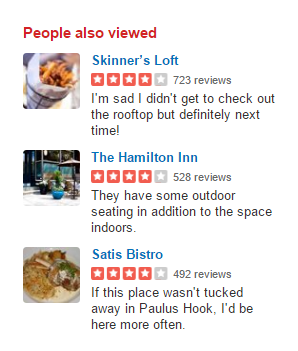 People also viewed
Skinner's Loft
723 reviews
I'm sad I didn't get to check out
the rooftop but definitely next
time!
The Hamilton Inn
528 reviews
They have some outdoor
seating in addition to the space
indoors.
Satis Bistro
492 reviews
If this place wasn't tucked
away in Paulus Hook, I'd be
here more often.